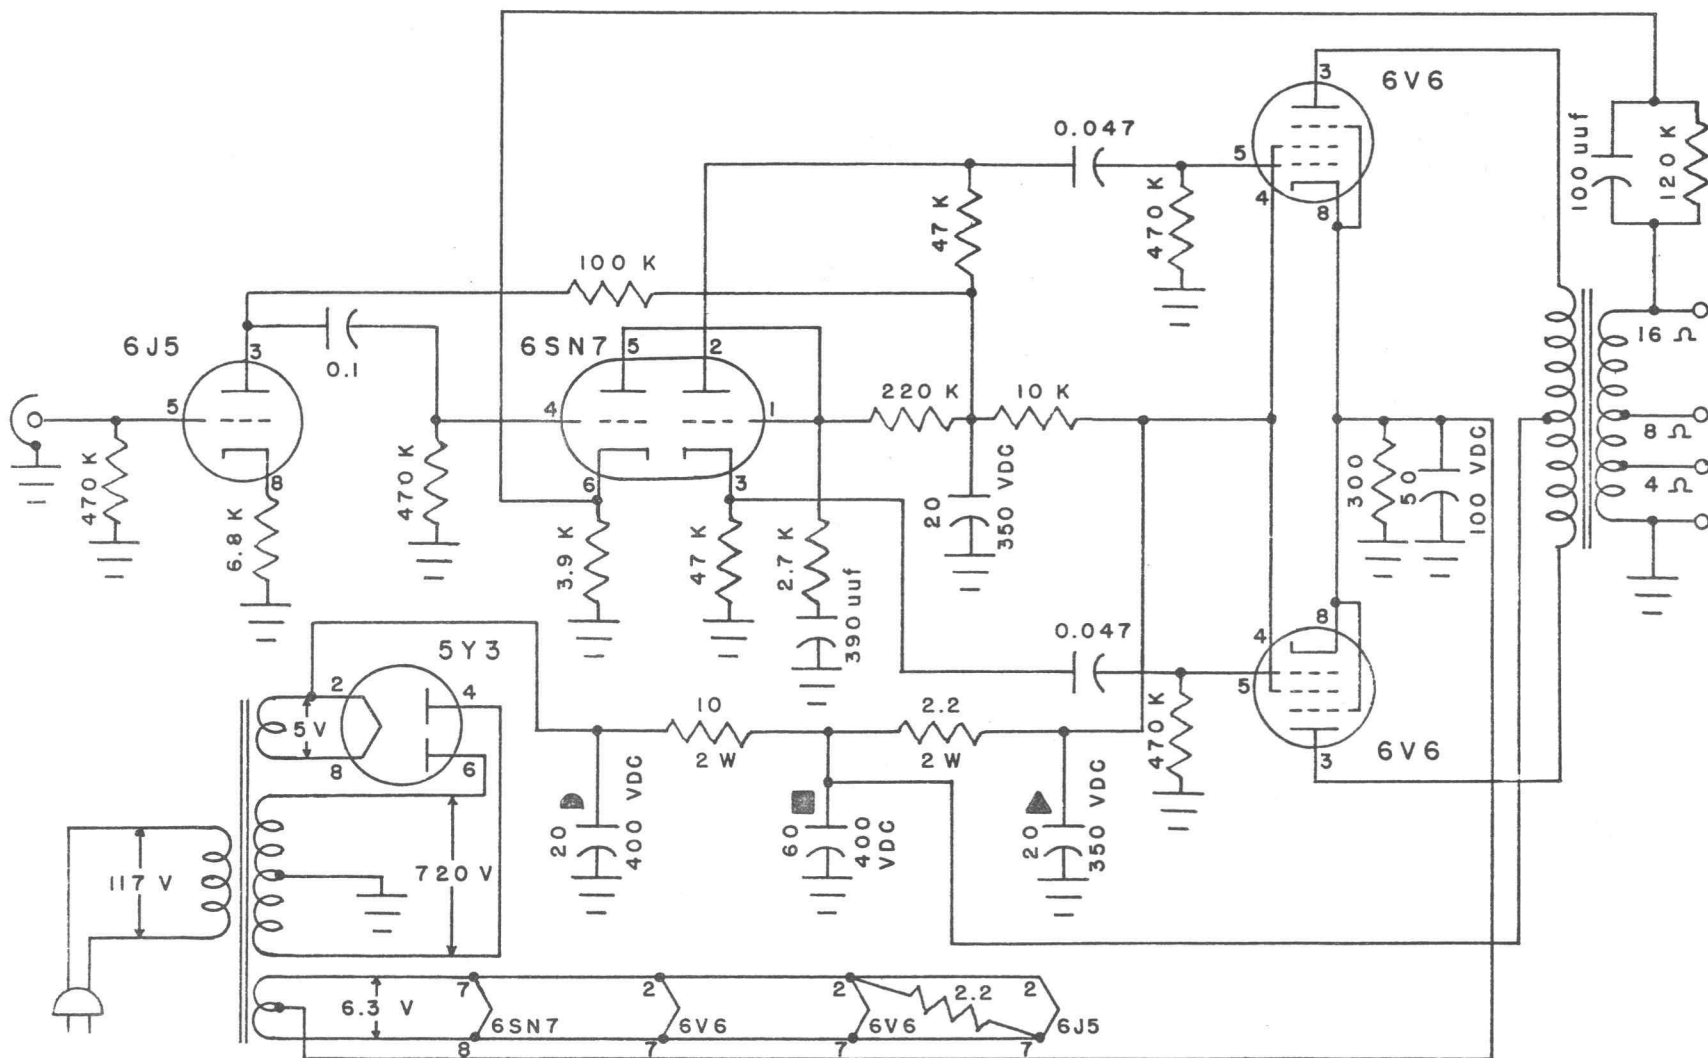 6V6
3
0.047
5
4
8
470 K
100 uuf
120 K
47 K
100 K
6J5
3
0.1
5
8
470 K
6.8 K
470 K
6SN7
5
2
4
1
6
3
220 K
10 K
3.9 K
47 K
2.7 K
390 uuf
20
350 VDC
300
50
100 VDC
16 Ω
8 Ω
4 Ω
0.047
4
8
5
3
6V6
470 K
5Y3
2
4
5 V
8
6
10
2 W
2.2
2 W
20
400 VDC
60
400
VDC
20
350 VDC
117 V
720 V
6.3 V
7
6SN7
8
2
6V6
7
2
6V6
7
2.2
2
6J5
7